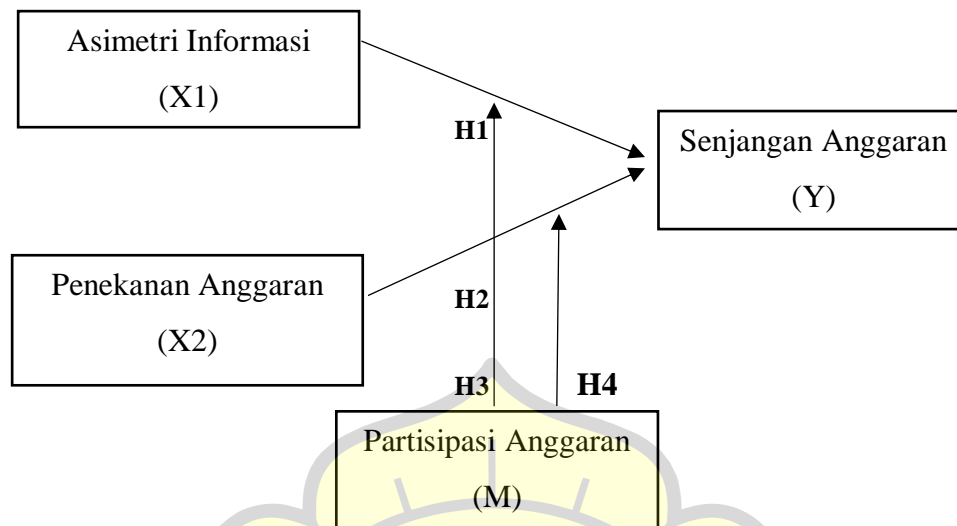 Asimetri Informasi
(X1)
H1
Senjangan Anggaran
(Y)
Penekanan Anggaran
(X2)
H2
H3
H4
Partisipasi Anggaran
(M)